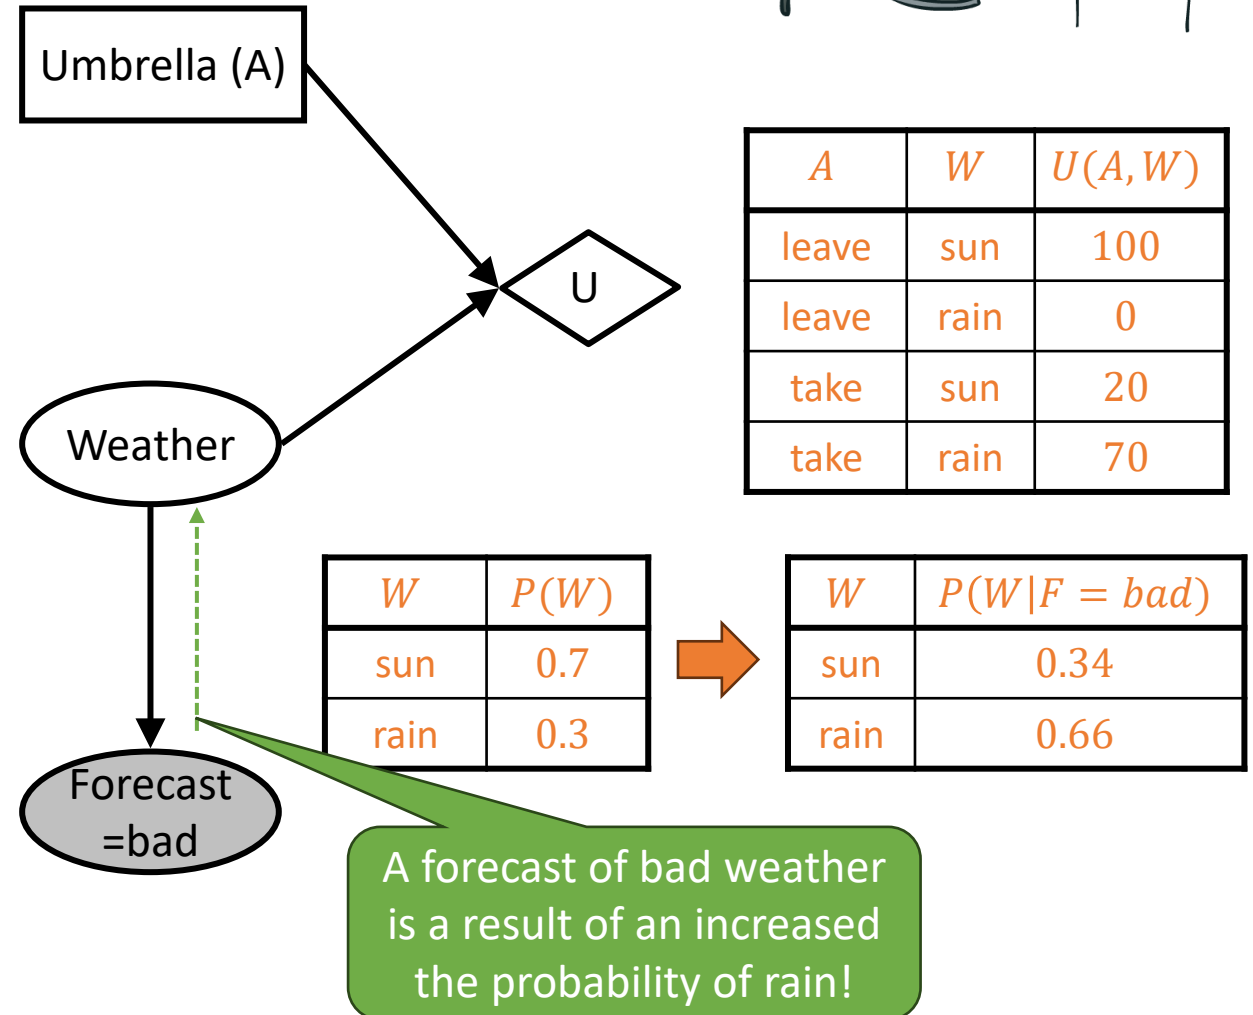 Umbrella (A)
A W U(A, W)
leave sun 100
leave rain 0
take sun 20
take rain 70
U
Weather
W P(W)
sun 0.7
rain 0.3
W P(W|F = bad)
sun 0.34
rain 0.66
Forecast
=bad
A forecast of bad weather
is a result of an increased
the probability of rain!